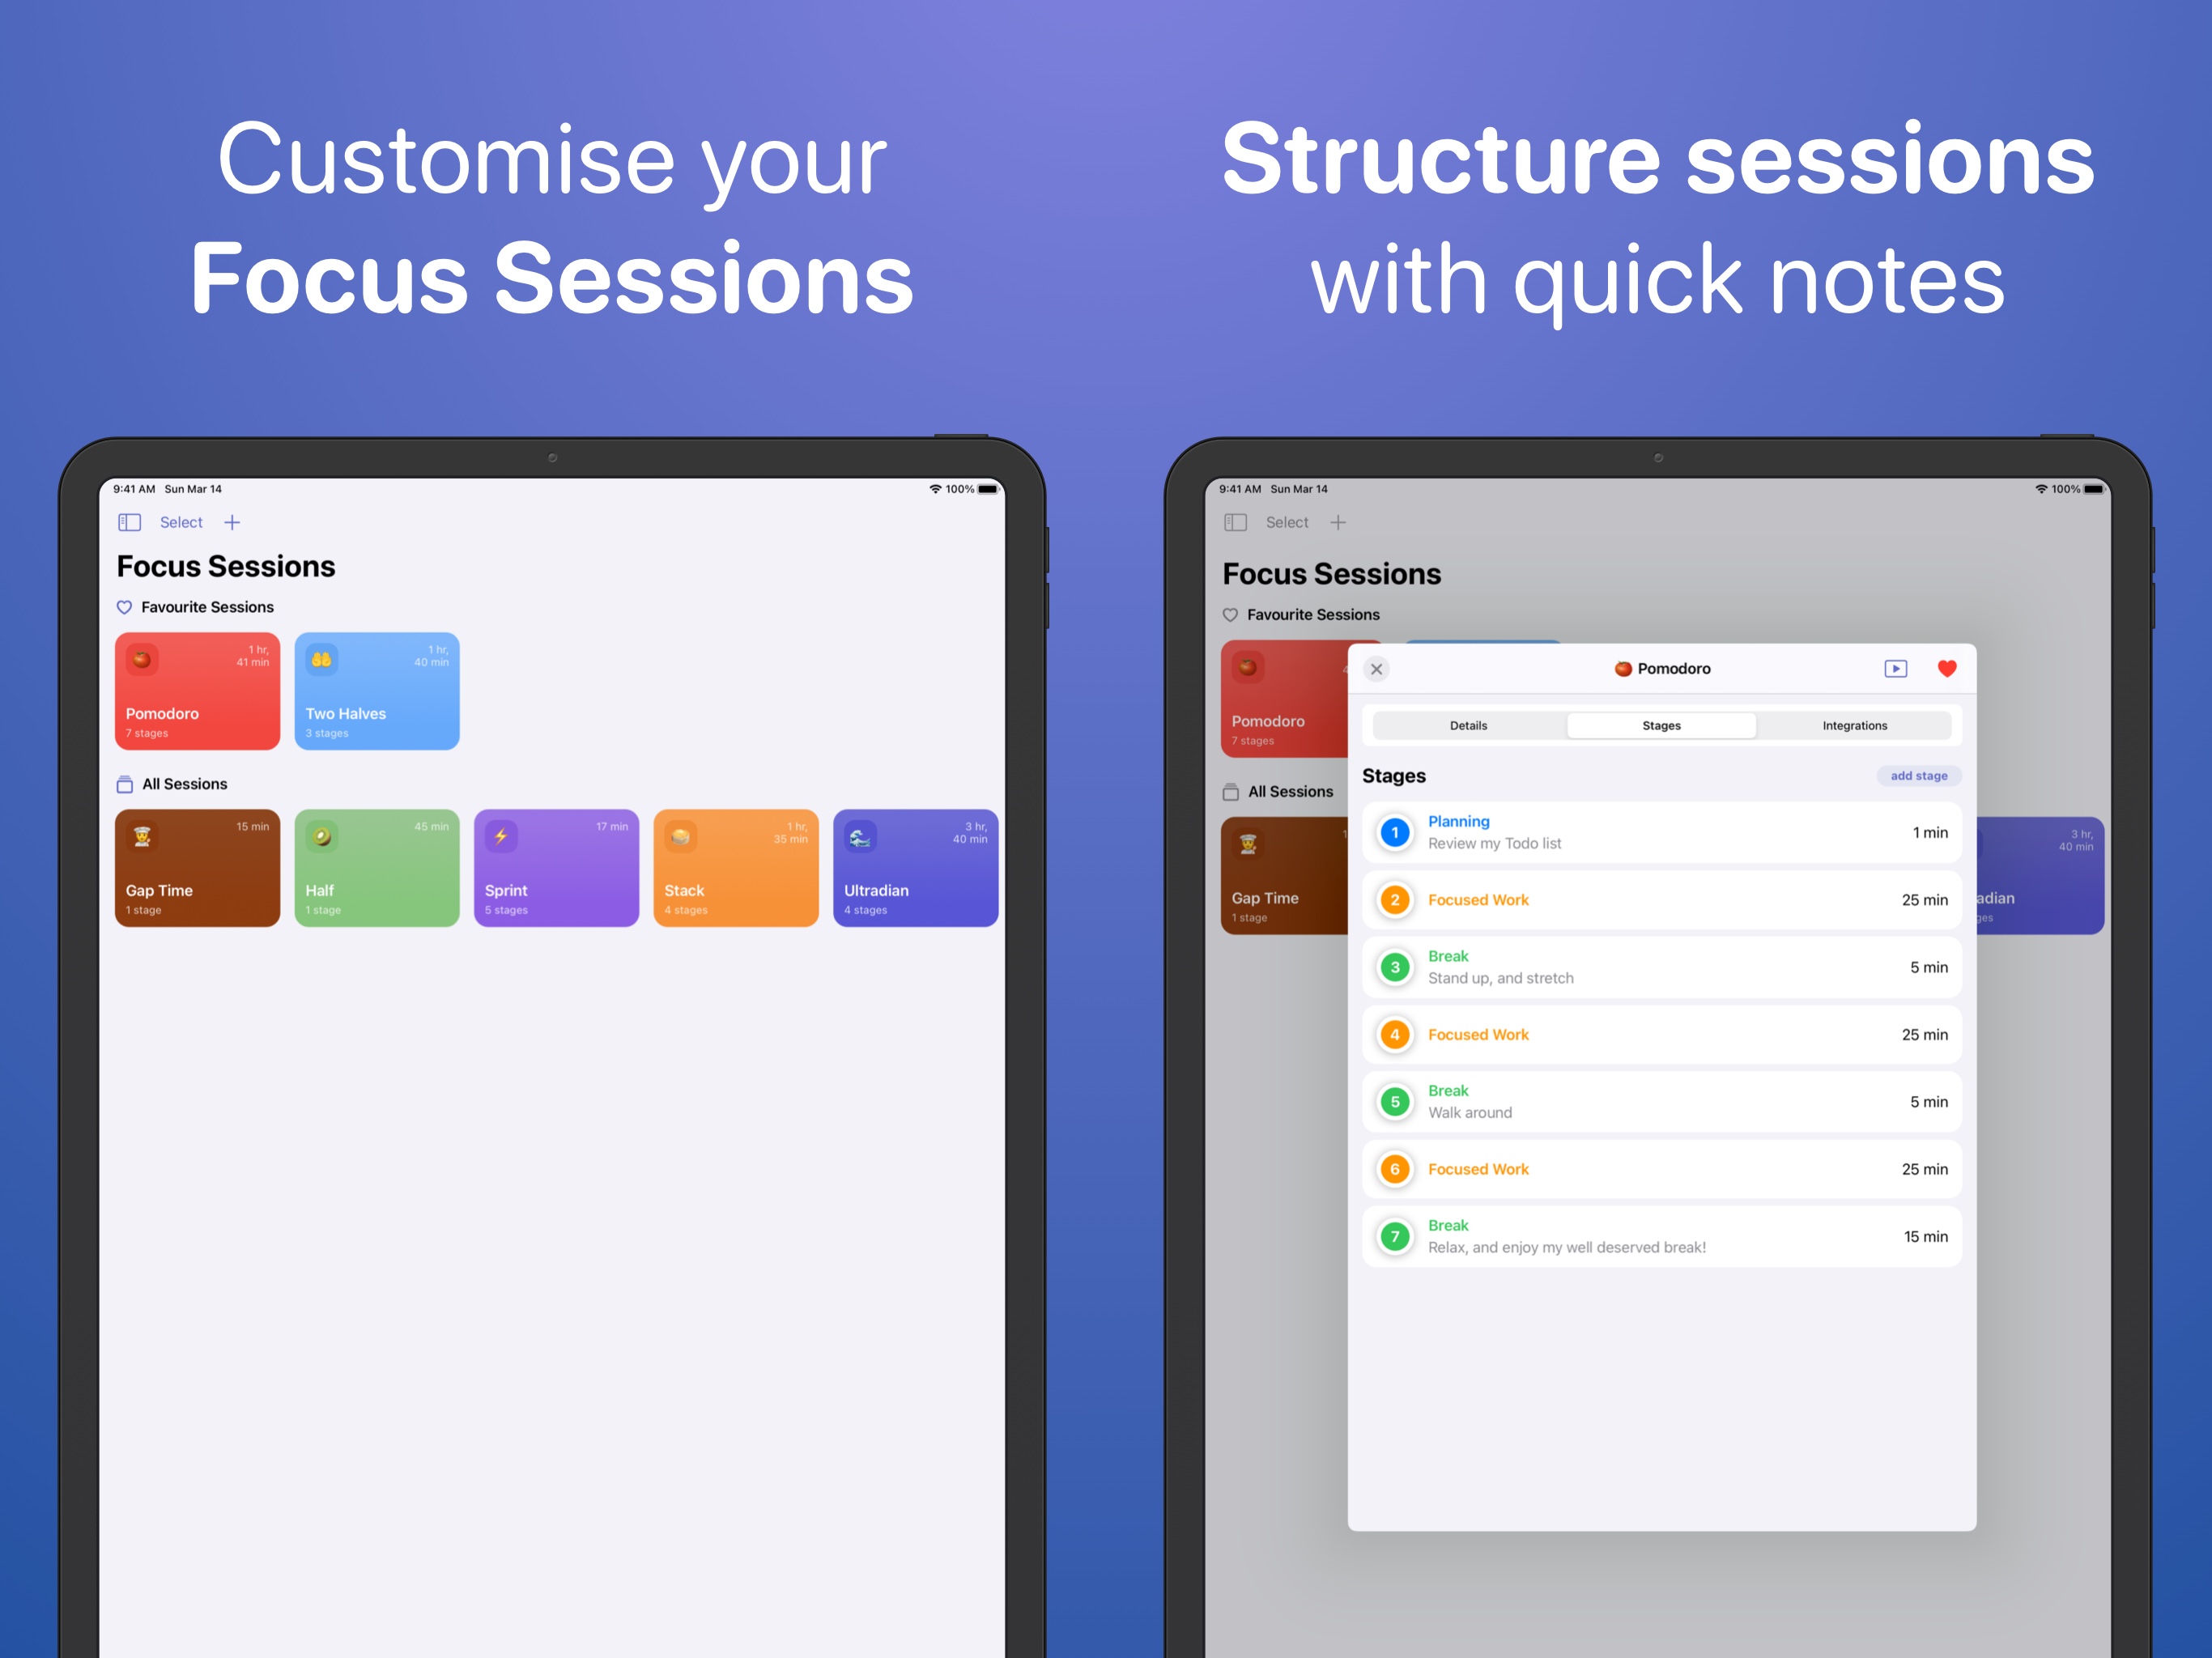 Customise your
Focus Sessions
9:41 AM Sun Mar 14
100%
Select
Focus Sessions
Favourite Sessions
1 hr,
41 min
Pomodoro
7 stages
1 hr,
40 min
Two Halves
3 stages
All Sessions
15 min
Gap Time
1 stage
45 min
Half
1 stage
17 min
Sprint
5 stages
1 hr,
35 min
Stack
4 stages
3 hr,
40 min
Ultradian
4 stages
Structure sessions
with quick notes
9:41 AM Sun Mar 14
100%
Select
Focus Sessions
Favourite Sessions
Pomodoro
7 stages
All Sessions
Gap Time
1 stage
3 hr,
40 min
adian
ges
Pomodoro
Details
Stages
Integrations
Stages
add stage
1
Planning
Review my Todo list
1 min
2
Focused Work
25 min
3
Break
Stand up, and stretch
5 min
4
Focused Work
25 min
5
Break
Walk around
5 min
6
Focused Work
25 min
7
Break
Relax, and enjoy my well deserved break!
15 min